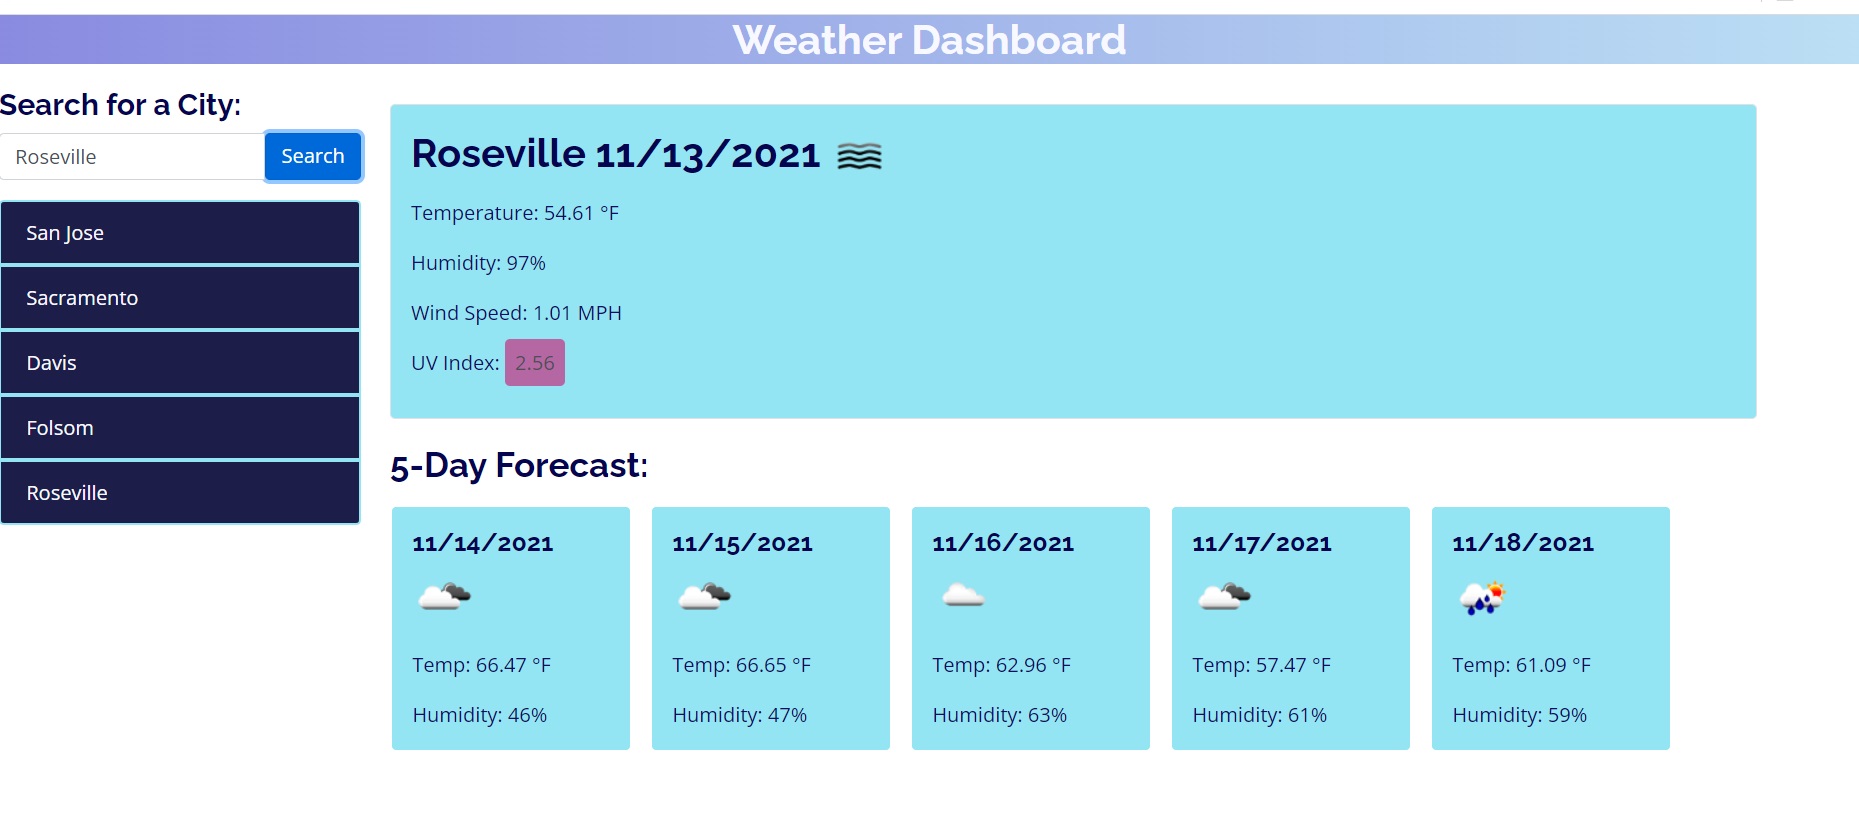 Weather Dashboard
Search for a City:
Roseville
Search
San Jose
Sacramento
Davis
Folsom
Roseville
Roseville 11/13/2021
Temperature: 54.61 °F
Humidity: 97%
Wind Speed: 1.01 MPH
UV Index: 2.56
5-Day Forecast:
11/14/2021
Temp: 66.47 °F
Humidity: 46%
11/15/2021
Temp: 66.65 °F
Humidity: 47%
11/16/2021
Temp: 62.96 °F
Humidity: 63%
11/17/2021
Temp: 57.47 °F
Humidity: 61%
11/18/2021
Temp: 61.09 °F
Humidity: 59%